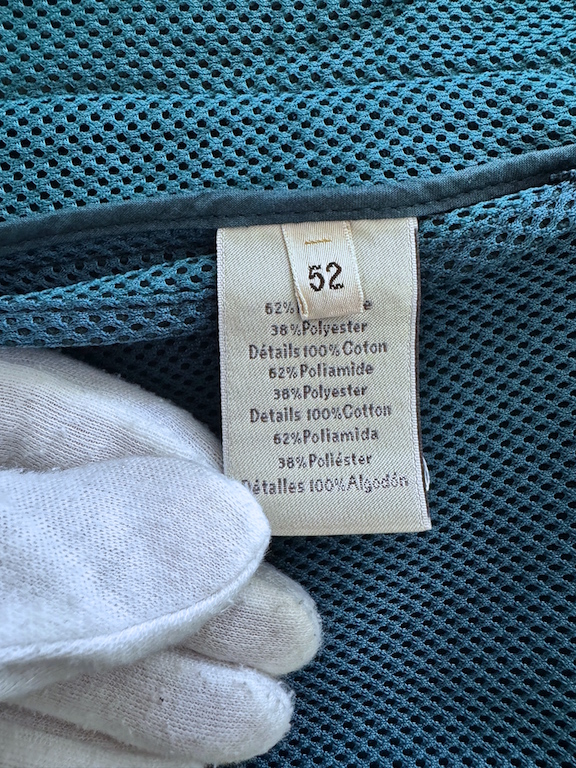 52
62%
38%Polyester
Détails 100% Coton
62%Poliamide
38%Polyester
Details 100%Cotton
62%Poliamida
38%Poliéster
Détalles 100%Algodón